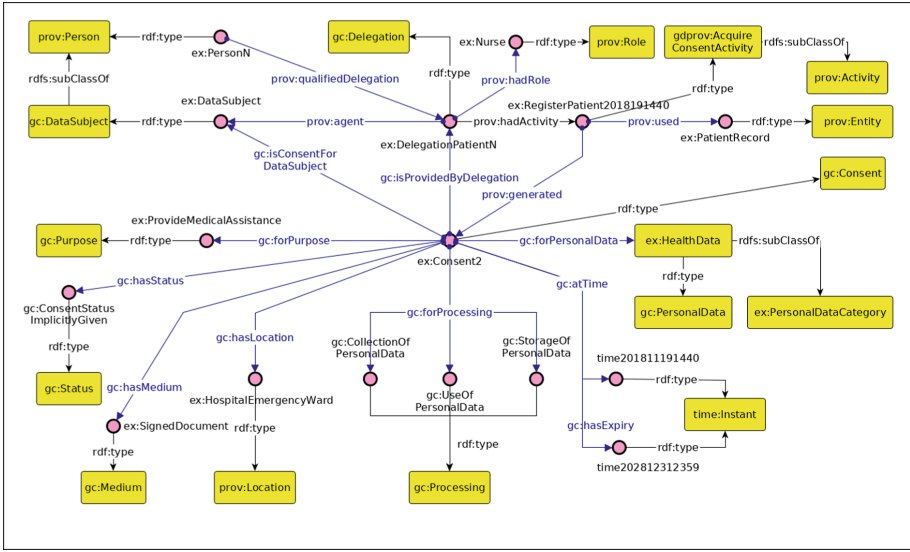 prov:Person
rdf:type
ex:PersonN
gc:Delegation
ex:Nurse
rdf:type
prov:Role
gdprov:Acquire
ConsentActivity
rdfs:subClassOf
prov:Activity
rdfs:subClassOf
prov:qualifiedDelegation
rdf:type
prov:hadRole
rdf:type
ex:DataSubject
ex:RegisterPatient2018191440
gc:DataSubject
rdf:type
prov:agent
prov:hadActivity
prov:used
rdf:type
prov:Entity
ex:DelegationPatientN
ex:PatientRecord
gc:isConsentFor
DataSubject
gc:isProvidedByDelegation
prov:generated
gc:Consent
rdf:type
ex:ProvideMedicalAssistance
gc:Purpose
rdf:type
gc:forPurpose
gc:forPersonalData
ex:HealthData
rdfs:subClassOf
ex:Consent2
rdf:type
gc:hasStatus
gc:atTime
gc:ConsentStatus
ImplicitlyGiven
gc:forProcessing
gc:PersonalData
ex:PersonalDataCategory
rdf:type
gc:hasLocation
gc:CollectionOf
PersonalData
gc:StorageOf
PersonalData
time201811191440
rdf:type
gc:Status
gc:hasMedium
ex:HospitalEmergencyWard
gc:UseOf
PersonalData
time:Instant
ex:SignedDocument
rdf:type
gc:hasExpiry
rdf:type
rdf:type
rdf:type
time202812312359
gc:Medium
prov:Location
gc:Processing